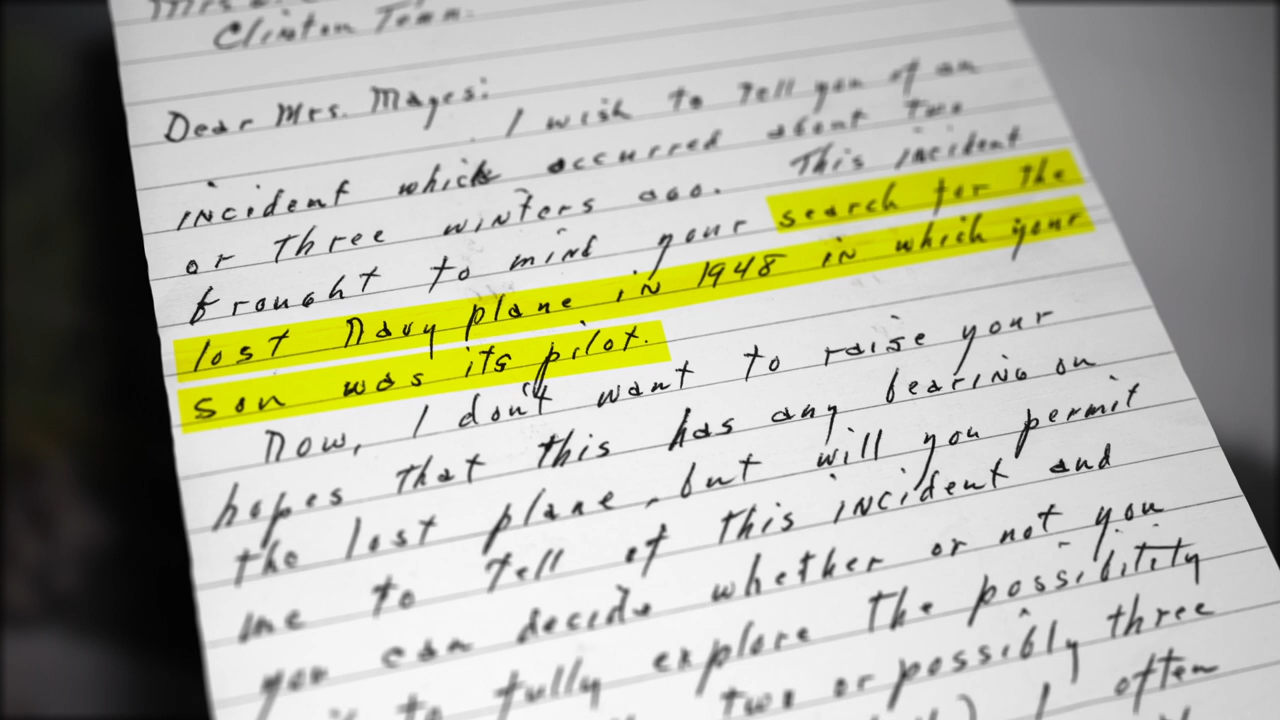 Mrs
Clinton Tenn.
Dear Mrs. Mayes:
I wish to tell you of an
incident which occurred about two
or three winters ago. This incident
brought to mind your search for the
lost Navy plane in 1948 in which your
son was its pilot.
Now, I don't want to raise your
hopes that this has any bearing on
the lost plane, but will you permit
me to tell of this incident and
you can decide whether or not you
to fully explore the possibility
two or possibly three
) I often